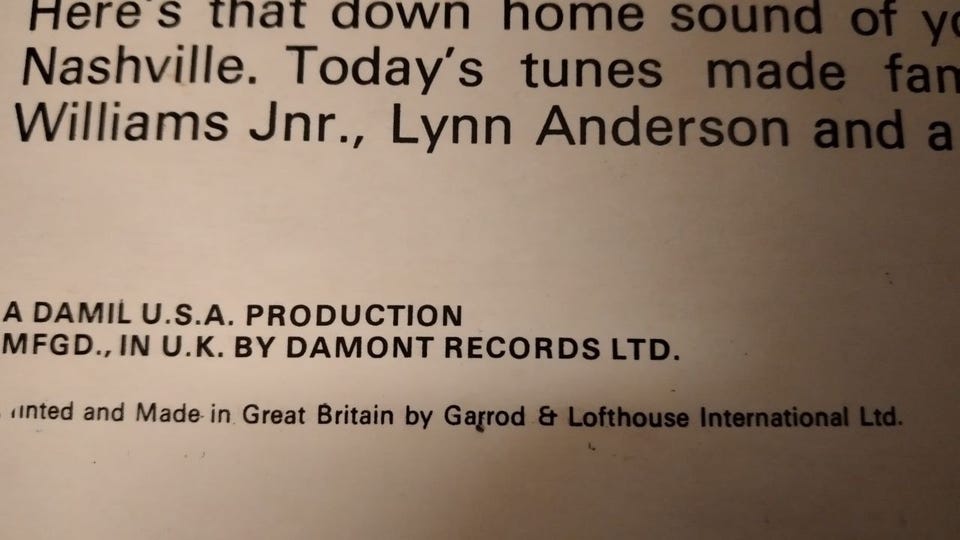 Here's that down home sound of
Nashville. Today's tunes made
Williams Jnr., Lynn Anderson and a
A DAMIL U.S.A. PRODUCTION
MFGD., IN U.K. BY DAMONT RECORDS LTD.
and Made in Great Britain by Garrod & Lofthouse International Ltd.